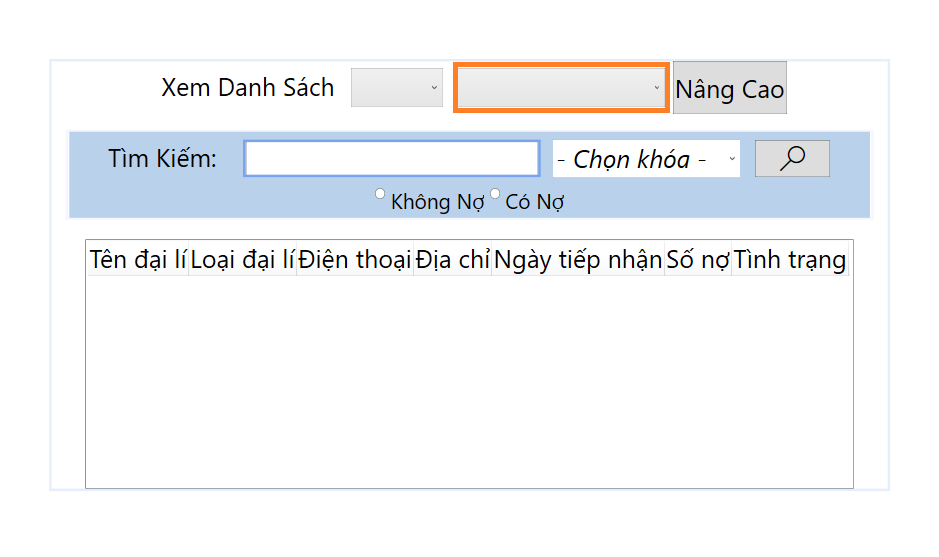 Xem Danh Sách Nâng Cao
Tìm Kiếm: - Chọn khóa -
Không Nợ Có Nợ
Tên đại lí Loại đại lí Điện thoại Địa chỉ Ngày tiếp nhận Số nợ Tình trạng